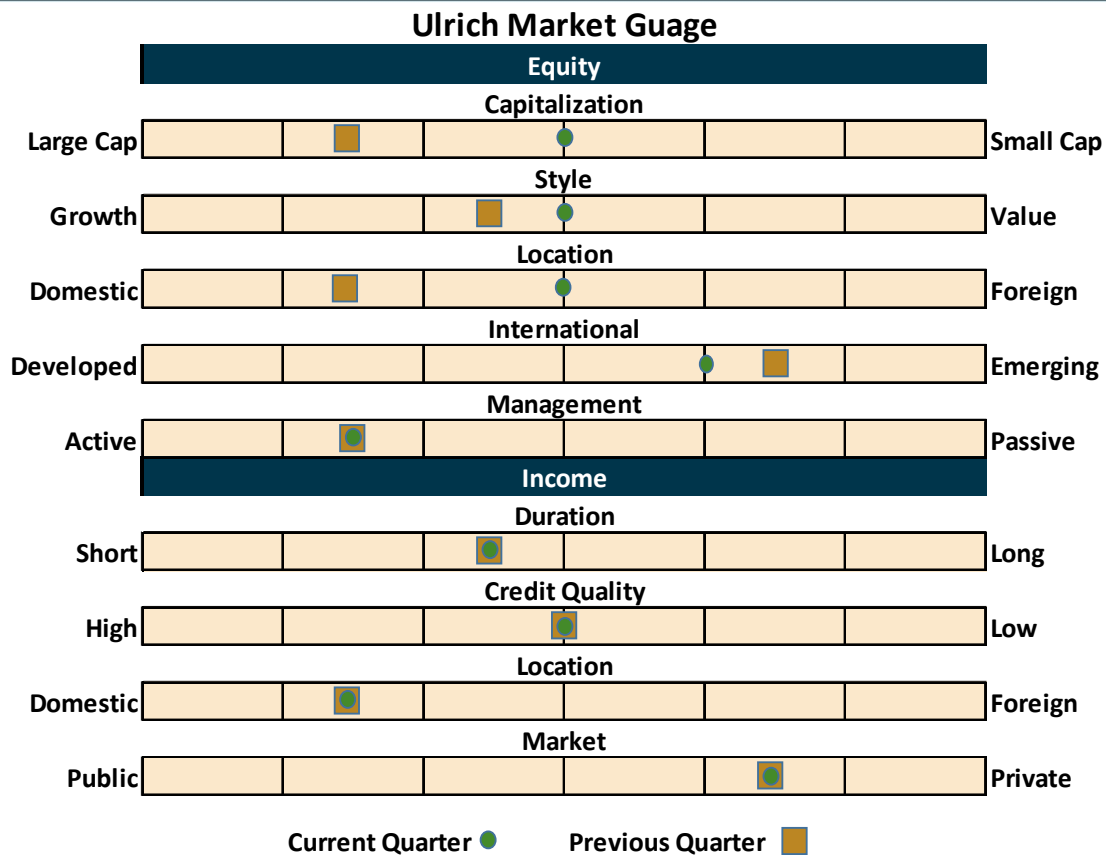 Ulrich Market Guage
Equity
Capitalization
Large Cap Small Cap
Style
Growth Value
Location
Domestic Foreign
International
Developed Emerging
Management
Active Passive
Income
Duration
Short Long
Credit Quality
High Low
Location
Domestic Foreign
Market
Public Private
Current Quarter Previous Quarter